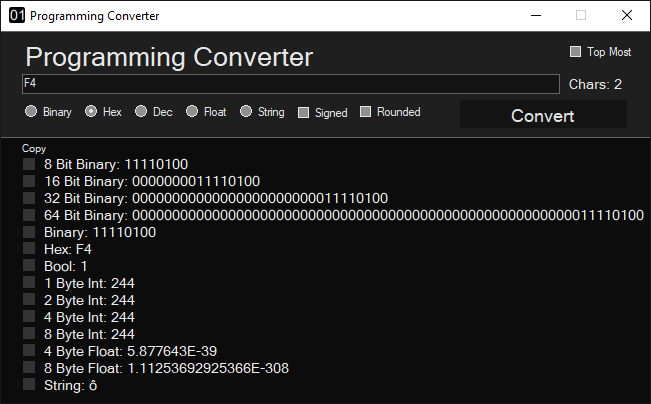 01 Programming Converter
Programming Converter
Top Most
F4
Chars: 2
Binary Hex Dec Float String Signed Rounded
Convert
Copy
8 Bit Binary: 11110100
16 Bit Binary: 0000000011110100
32 Bit Binary: 00000000000000000000000011110100
64 Bit Binary: 0000000000000000000000000000000000000000000000000000000011110100
Binary: 11110100
Hex: F4
Bool: 1
1 Byte Int: 244
2 Byte Int: 244
4 Byte Int: 244
8 Byte Int: 244
4 Byte Float: 5.877643E-39
8 Byte Float: 1.11253692925366E-308
String: ô